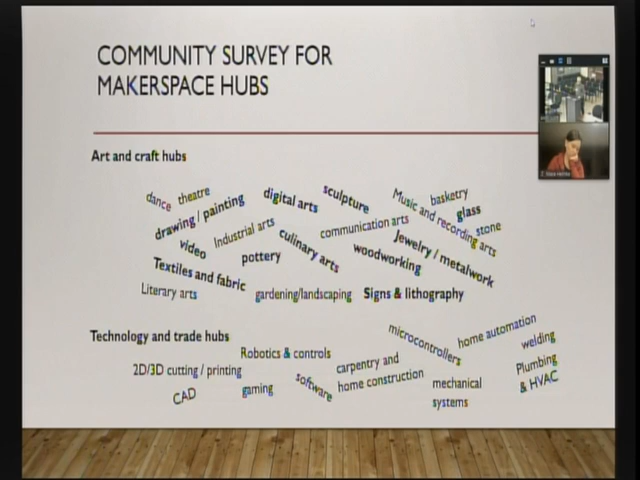 COMMUNITY SURVEY FOR
MAKERSPACE HUBS
Art and craft hubs
dance
theatre
drawing / painting
digital arts
sculpture
Music and recording arts
basketry
glass
stone
video
Industrial arts
culinary arts
communication arts
Jewelry / metalwork
pottery
woodworking
Textiles and fabric
Literary arts
gardening/landscaping
Signs & lithography
Technology and trade hubs
Robotics & controls
microcontrollers
home automation
welding
2D/3D cutting / printing
carpentry and
home construction
Plumbing
& HVAC
CAD
gaming
software
mechanical
systems